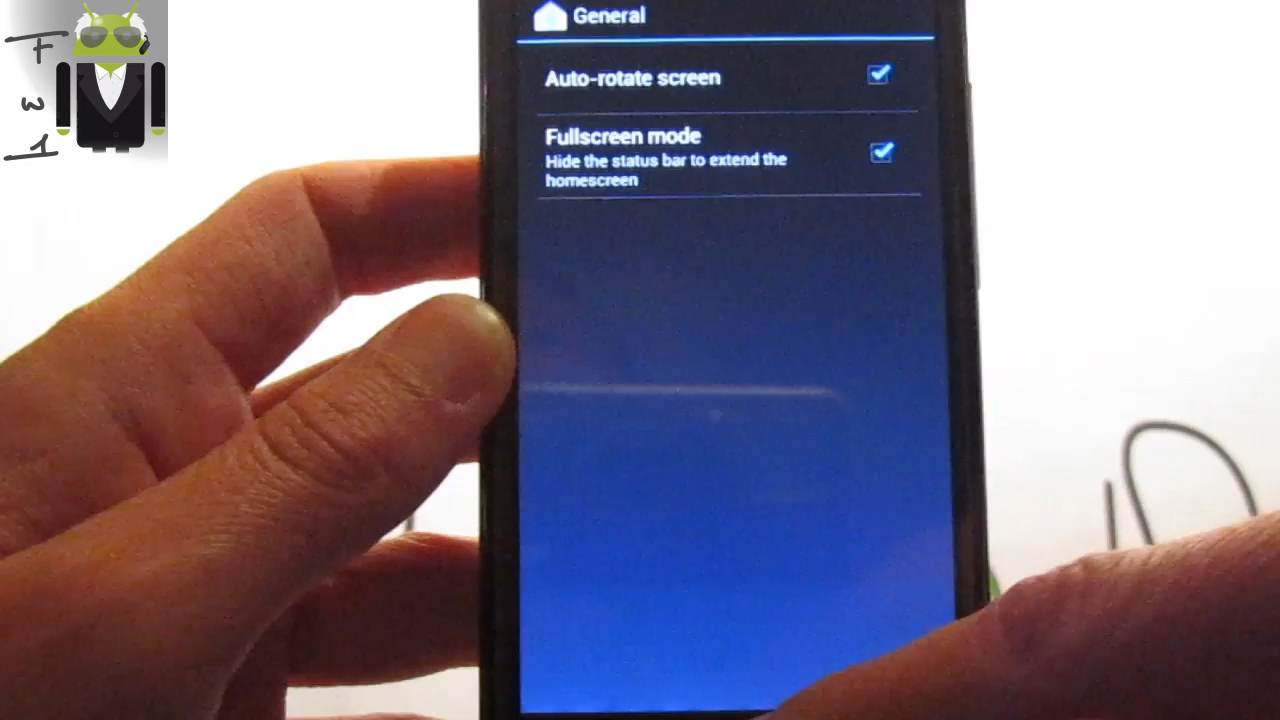 General
Auto-rotate screen
Fullscreen mode
Hide the status bar to extend the
homescreen
F
w
1